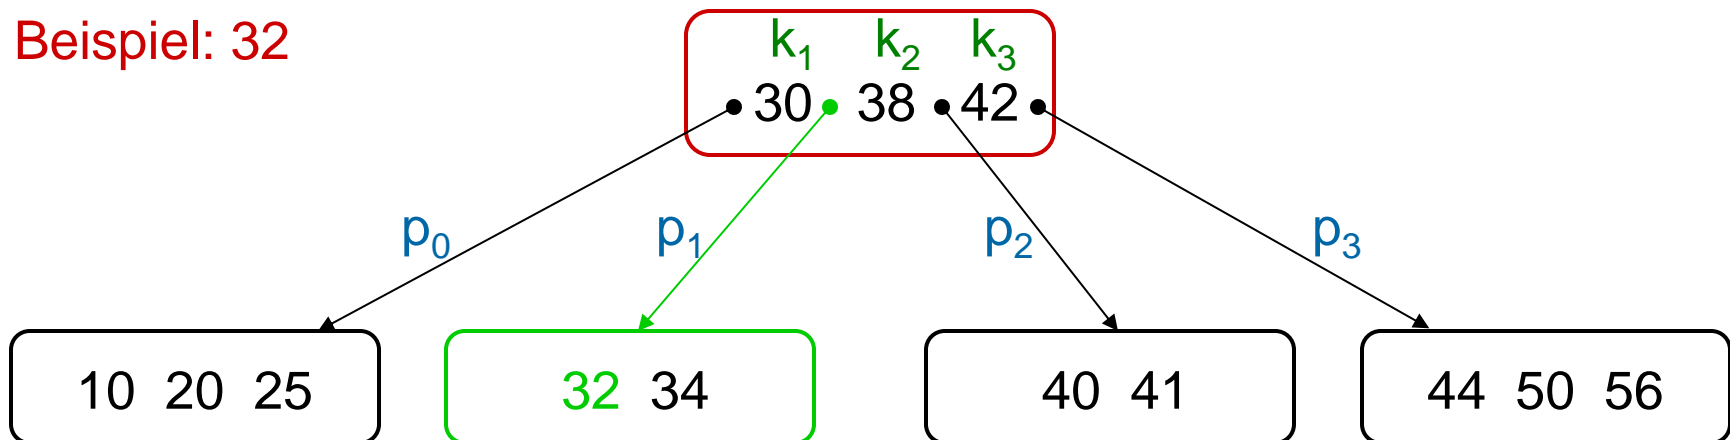 Beispiel: 32
k₁ k₂ k₃
30 38 42
p₀ p₁ p₂ p₃
10 20 25 32 34 40 41 44 50 56